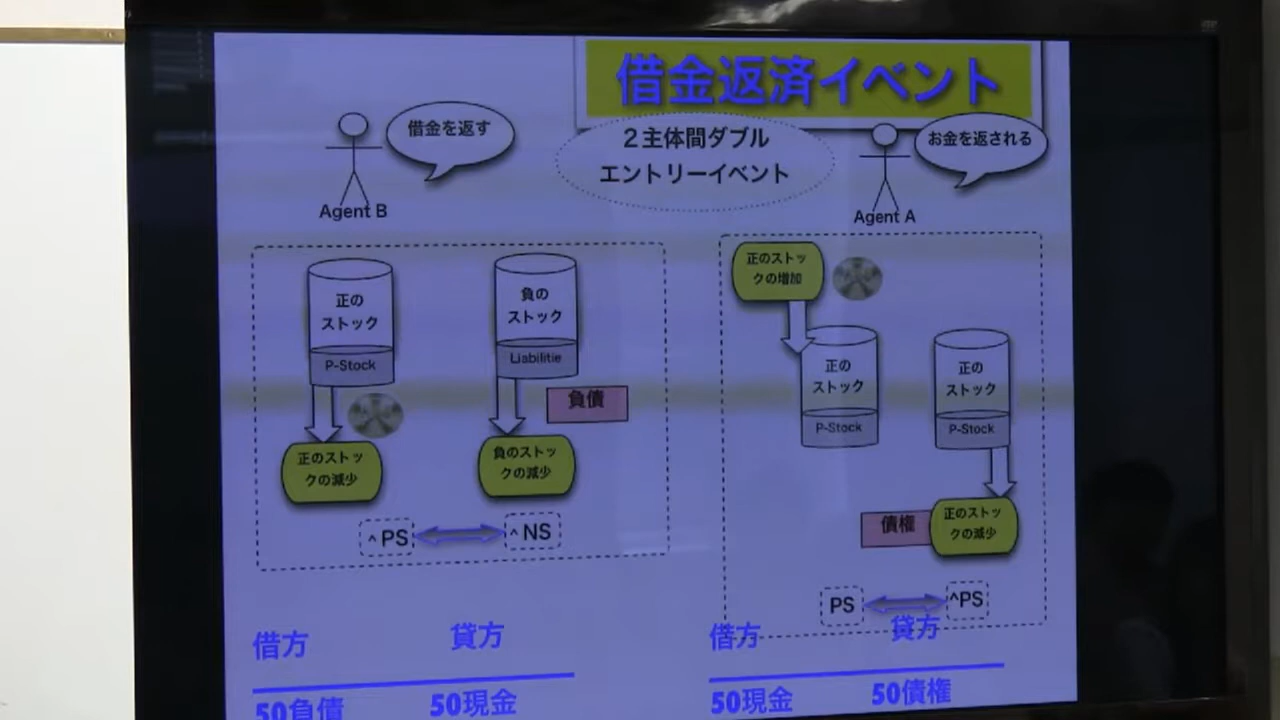 借金返済イベント
借金を返す
２主体間ダブル
エントリーイベント
お金を返される
Agent B
Agent A
正の
ストック
P-Stock
負の
ストック
Liabilitie
負債
正のストッ
クの減少
負のストッ
クの減少
^PS
^NS
正のストッ
クの増加
正の
ストック
P-Stock
正の
ストック
P-Stock
債権
正のストッ
クの減少
PS
^PS
借方
貸方
50負債
50現金
借方
貸方
50現金
50債権